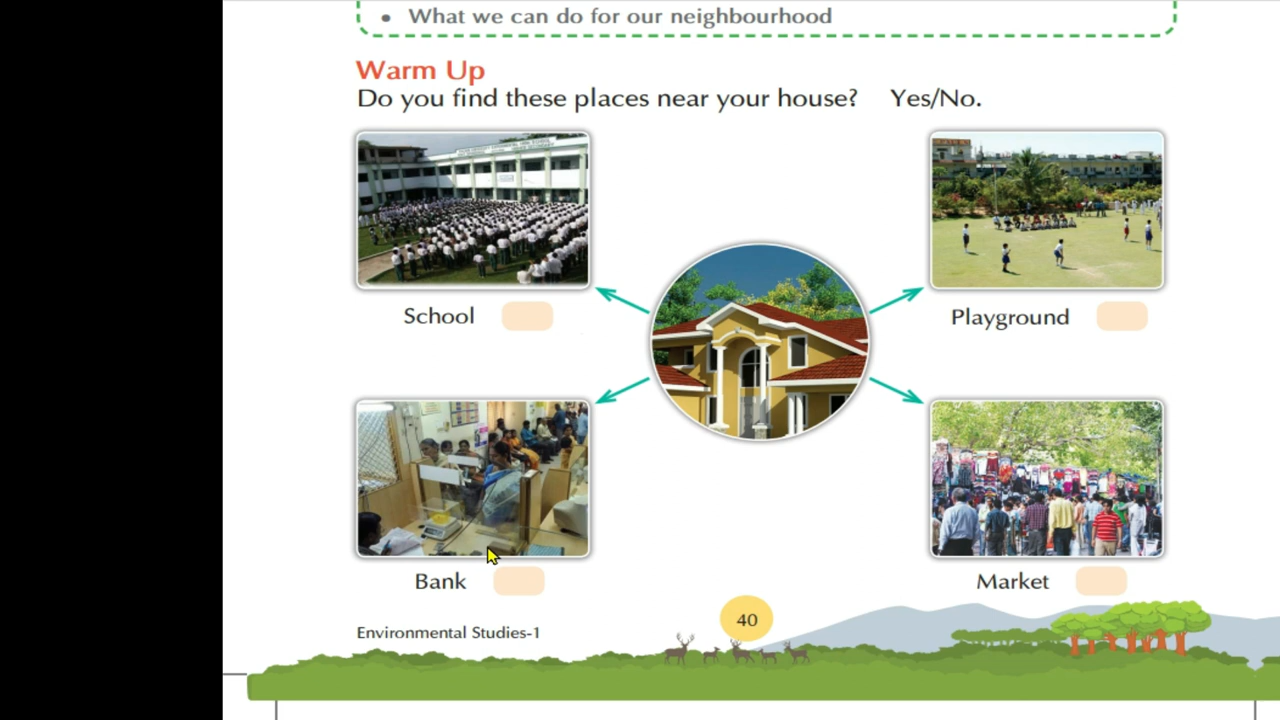 • What we can do for our neighbourhood
Warm Up
Do you find these places near your house? Yes/No.
School
Playground
Bank
Market
40
Environmental Studies-1